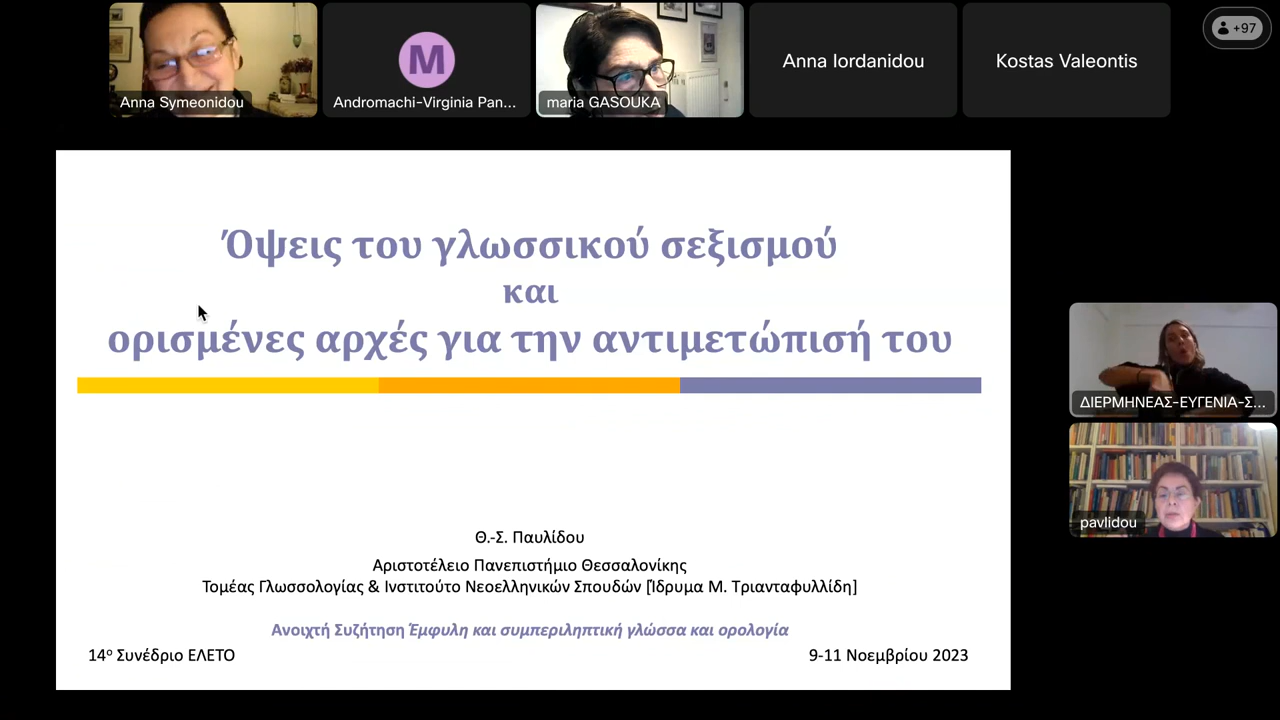 Anna Symeonidou
M
Andromachi-Virginia Pan...
maria GASOUKA
Anna Iordanidou
Kostas Valeontis
+97
Όψεις του γλωσσικού σεξισμού
και
ορισμένες αρχές για την αντιμετώπισή του
ΔΙΕΡΜΗΝΕΑΣ-ΕΥΓΕΝΙΑ-Σ...
pavlidou
Θ.-Σ. Παυλίδου
Αριστοτέλειο Πανεπιστήμιο Θεσσαλονίκης
Τομέας Γλωσσολογίας & Ινστιτούτο Νεοελληνικών Σπουδών [Ίδρυμα Μ. Τριανταφυλλίδη]
Ανοιχτή Συζήτηση Έμφυλη και συμπεριληπτική γλώσσα και ορολογία
14ο Συνέδριο ΕΛΕΤΟ
9-11 Νοεμβρίου 2023